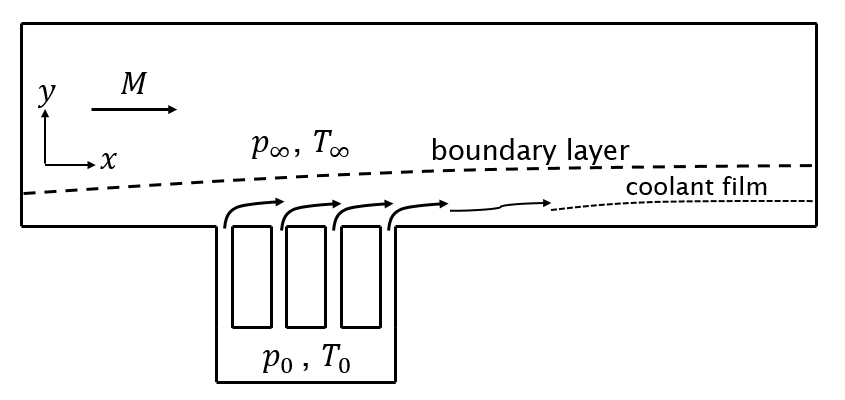 M
y
x
p∞, T∞
boundary layer
coolant film
p₀ , T₀